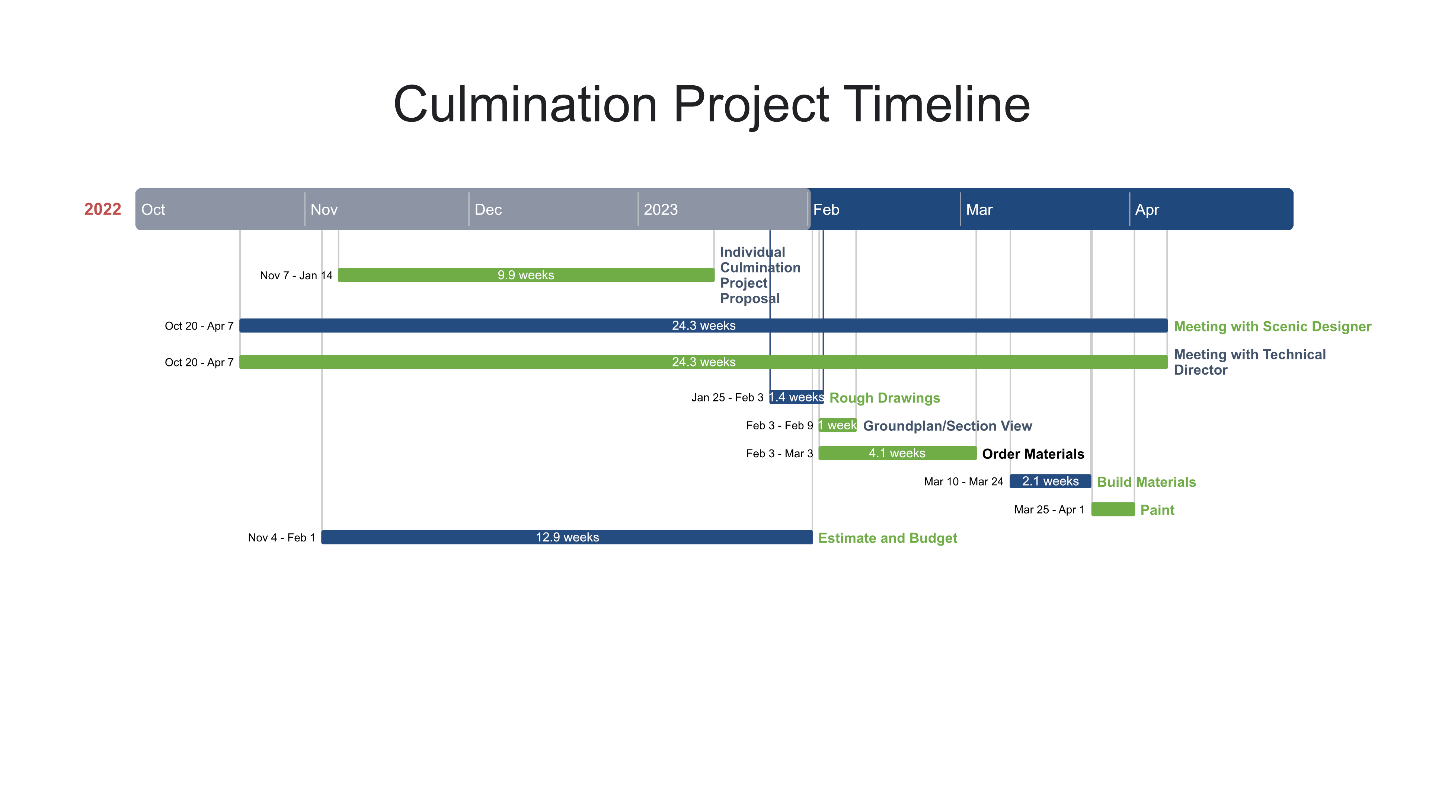 Culmination Project Timeline
2022 Oct Nov Dec 2023 Feb Mar Apr
Individual
Culmination
Project
Proposal
Nov 7 - Jan 14 9.9 weeks
Oct 20 - Apr 7 24.3 weeks Meeting with Scenic Designer
Oct 20 - Apr 7 24.3 weeks Meeting with Technical
Director
Jan 25 - Feb 3 1.4 weeks Rough Drawings
Feb 3 - Feb 9 1 week Groundplan/Section View
Feb 3 - Mar 3 4.1 weeks Order Materials
Mar 10 - Mar 24 2.1 weeks Build Materials
Mar 25 - Apr 1 Paint
Nov 4 - Feb 1 12.9 weeks Estimate and Budget